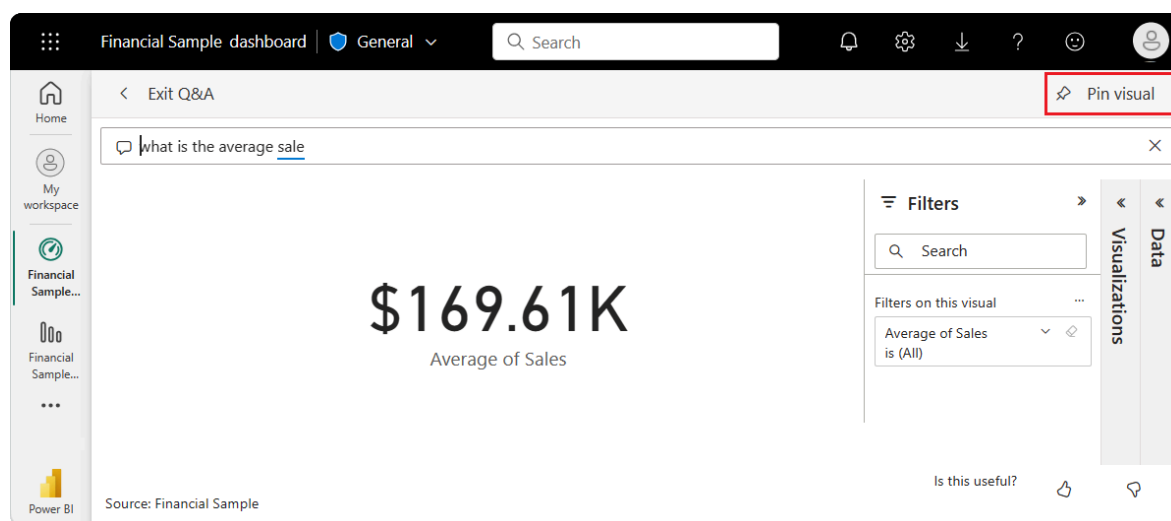 Financial Sample dashboard General Search
Home
Exit Q&A
Pin visual
what is the average sale
My
workspace
Filters
Search
Visualizations
Data
Financial
Sample...
$169.61K
Average of Sales
Filters on this visual ...
Average of Sales
is (All)
Financial
Sample...
Is this useful?
Power BI
Source: Financial Sample